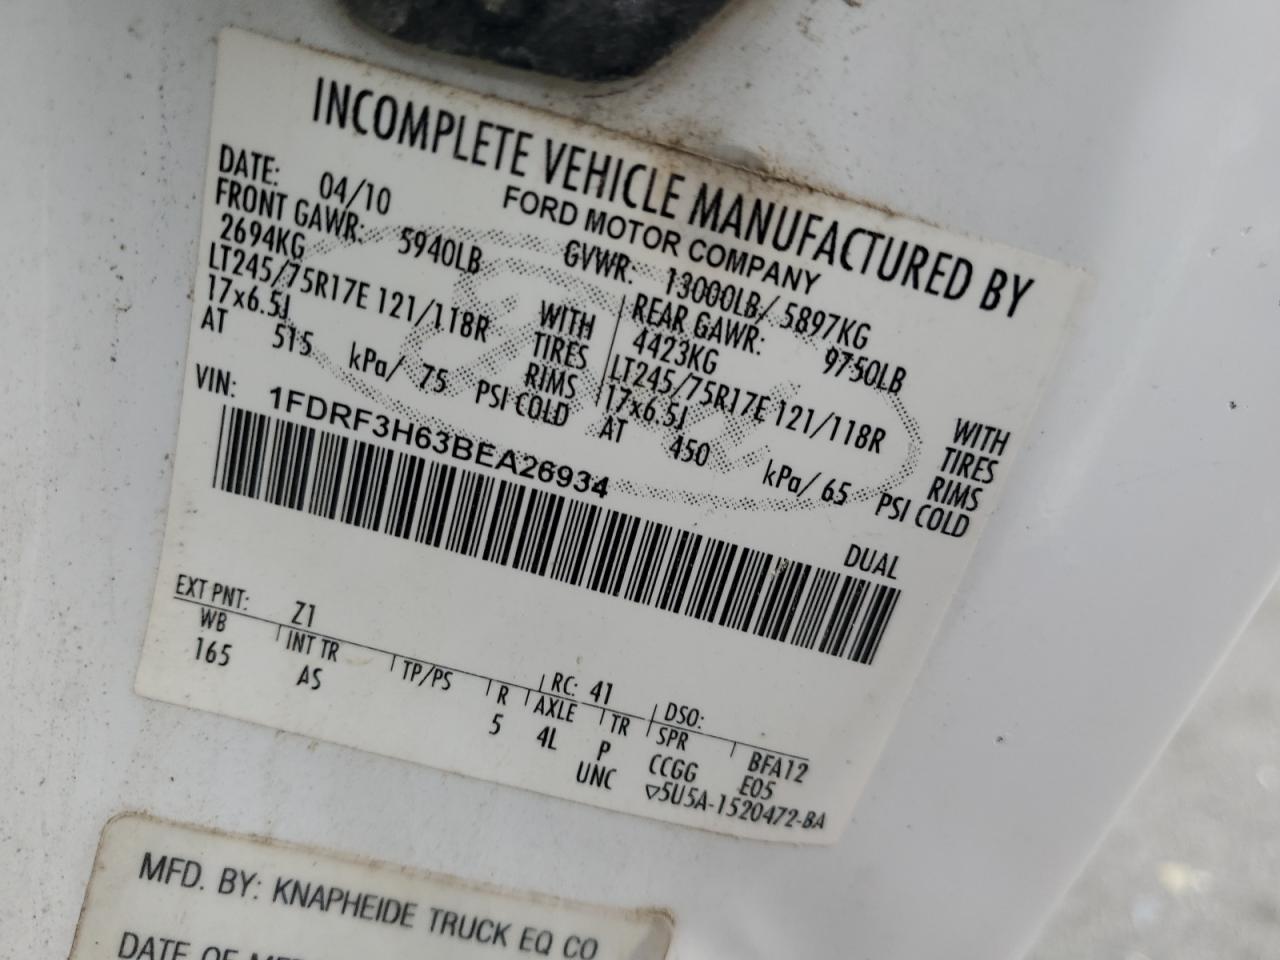 INCOMPLETE VEHICLE MANUFACTURED BY
FORD MOTOR COMPANY
DATE: 04/10 GVWR: 13000LB/ 5897KG
FRONT GAWR: 5940LB REAR GAWR: 9750LB
2694KG WITH 4423KG WITH
LT245/75R17E 121/118R TIRES LT245/75R17E 121/118R TIRES
17x6.5J RIMS 17x6.5J RIMS
AT 515 kPa/ 75 PSI COLD AT 450 kPa/ 65 PSI COLD
VIN: 1FDRF3H63BEA26934 DUAL
EXT PNT: Z1 RC: 41 DSO:
WB INT TR TP/PS R AXLE TR SPR BFA12
165 AS 5 4L P CCGG E05
UNC ▽5U5A-1520472-BA
MFD. BY: KNAPHEIDE TRUCK EQ CO
DATE OF